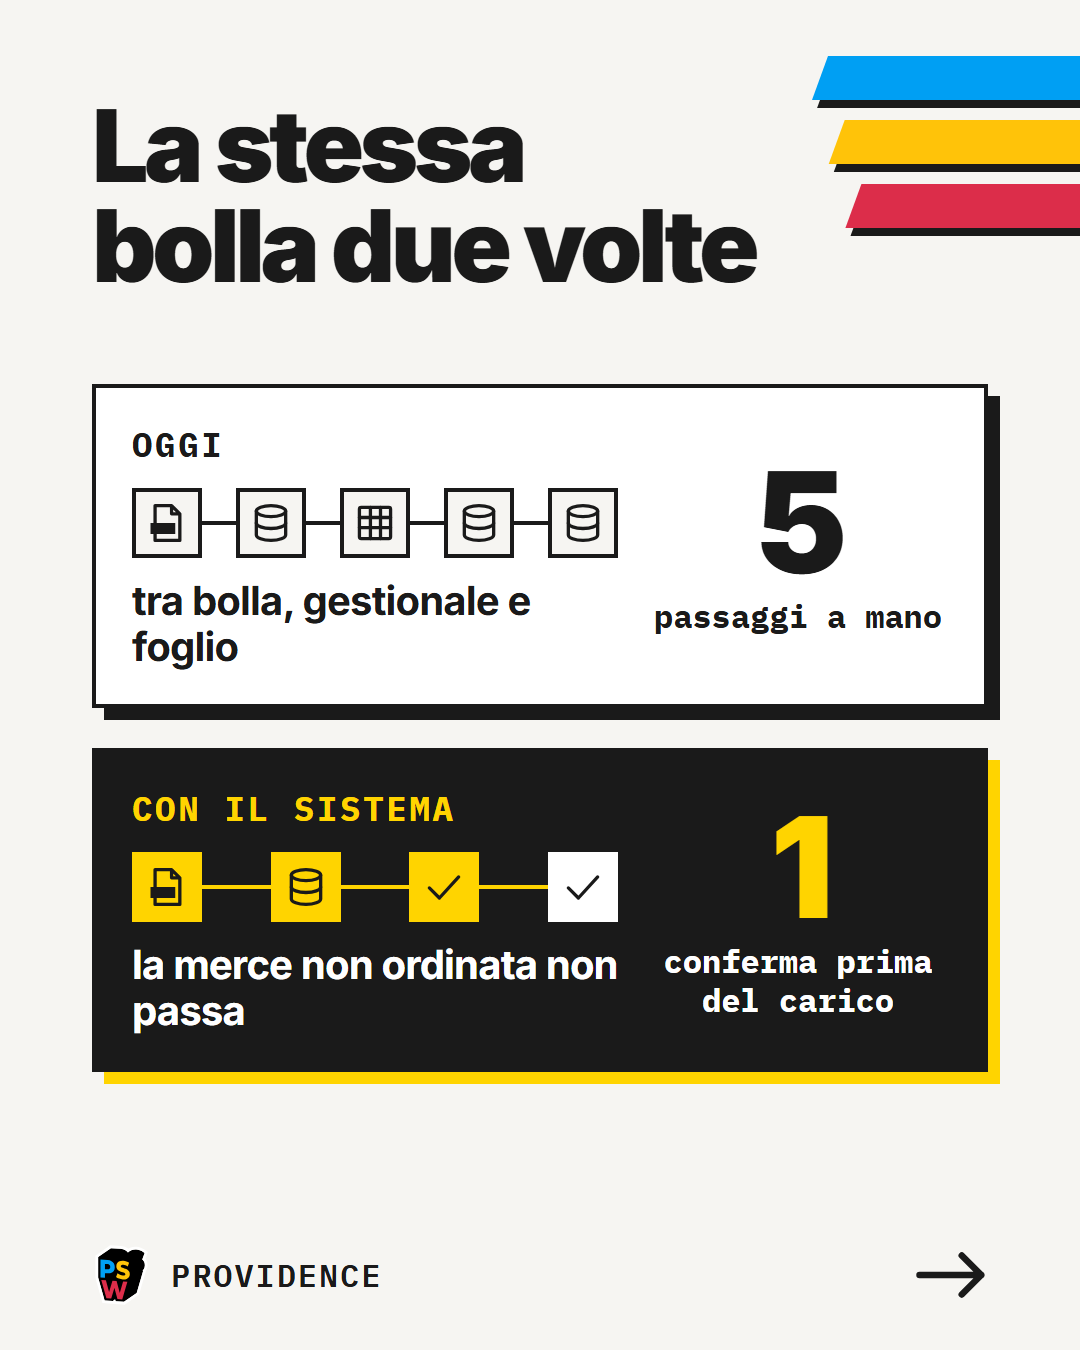 La stessa
bolla due volte
OGGI
tra bolla, gestionale e
foglio
5
passaggi a mano
CON IL SISTEMA
la merce non ordinata non
passa
1
conferma prima
del carico
PSW
PROVIDENCE